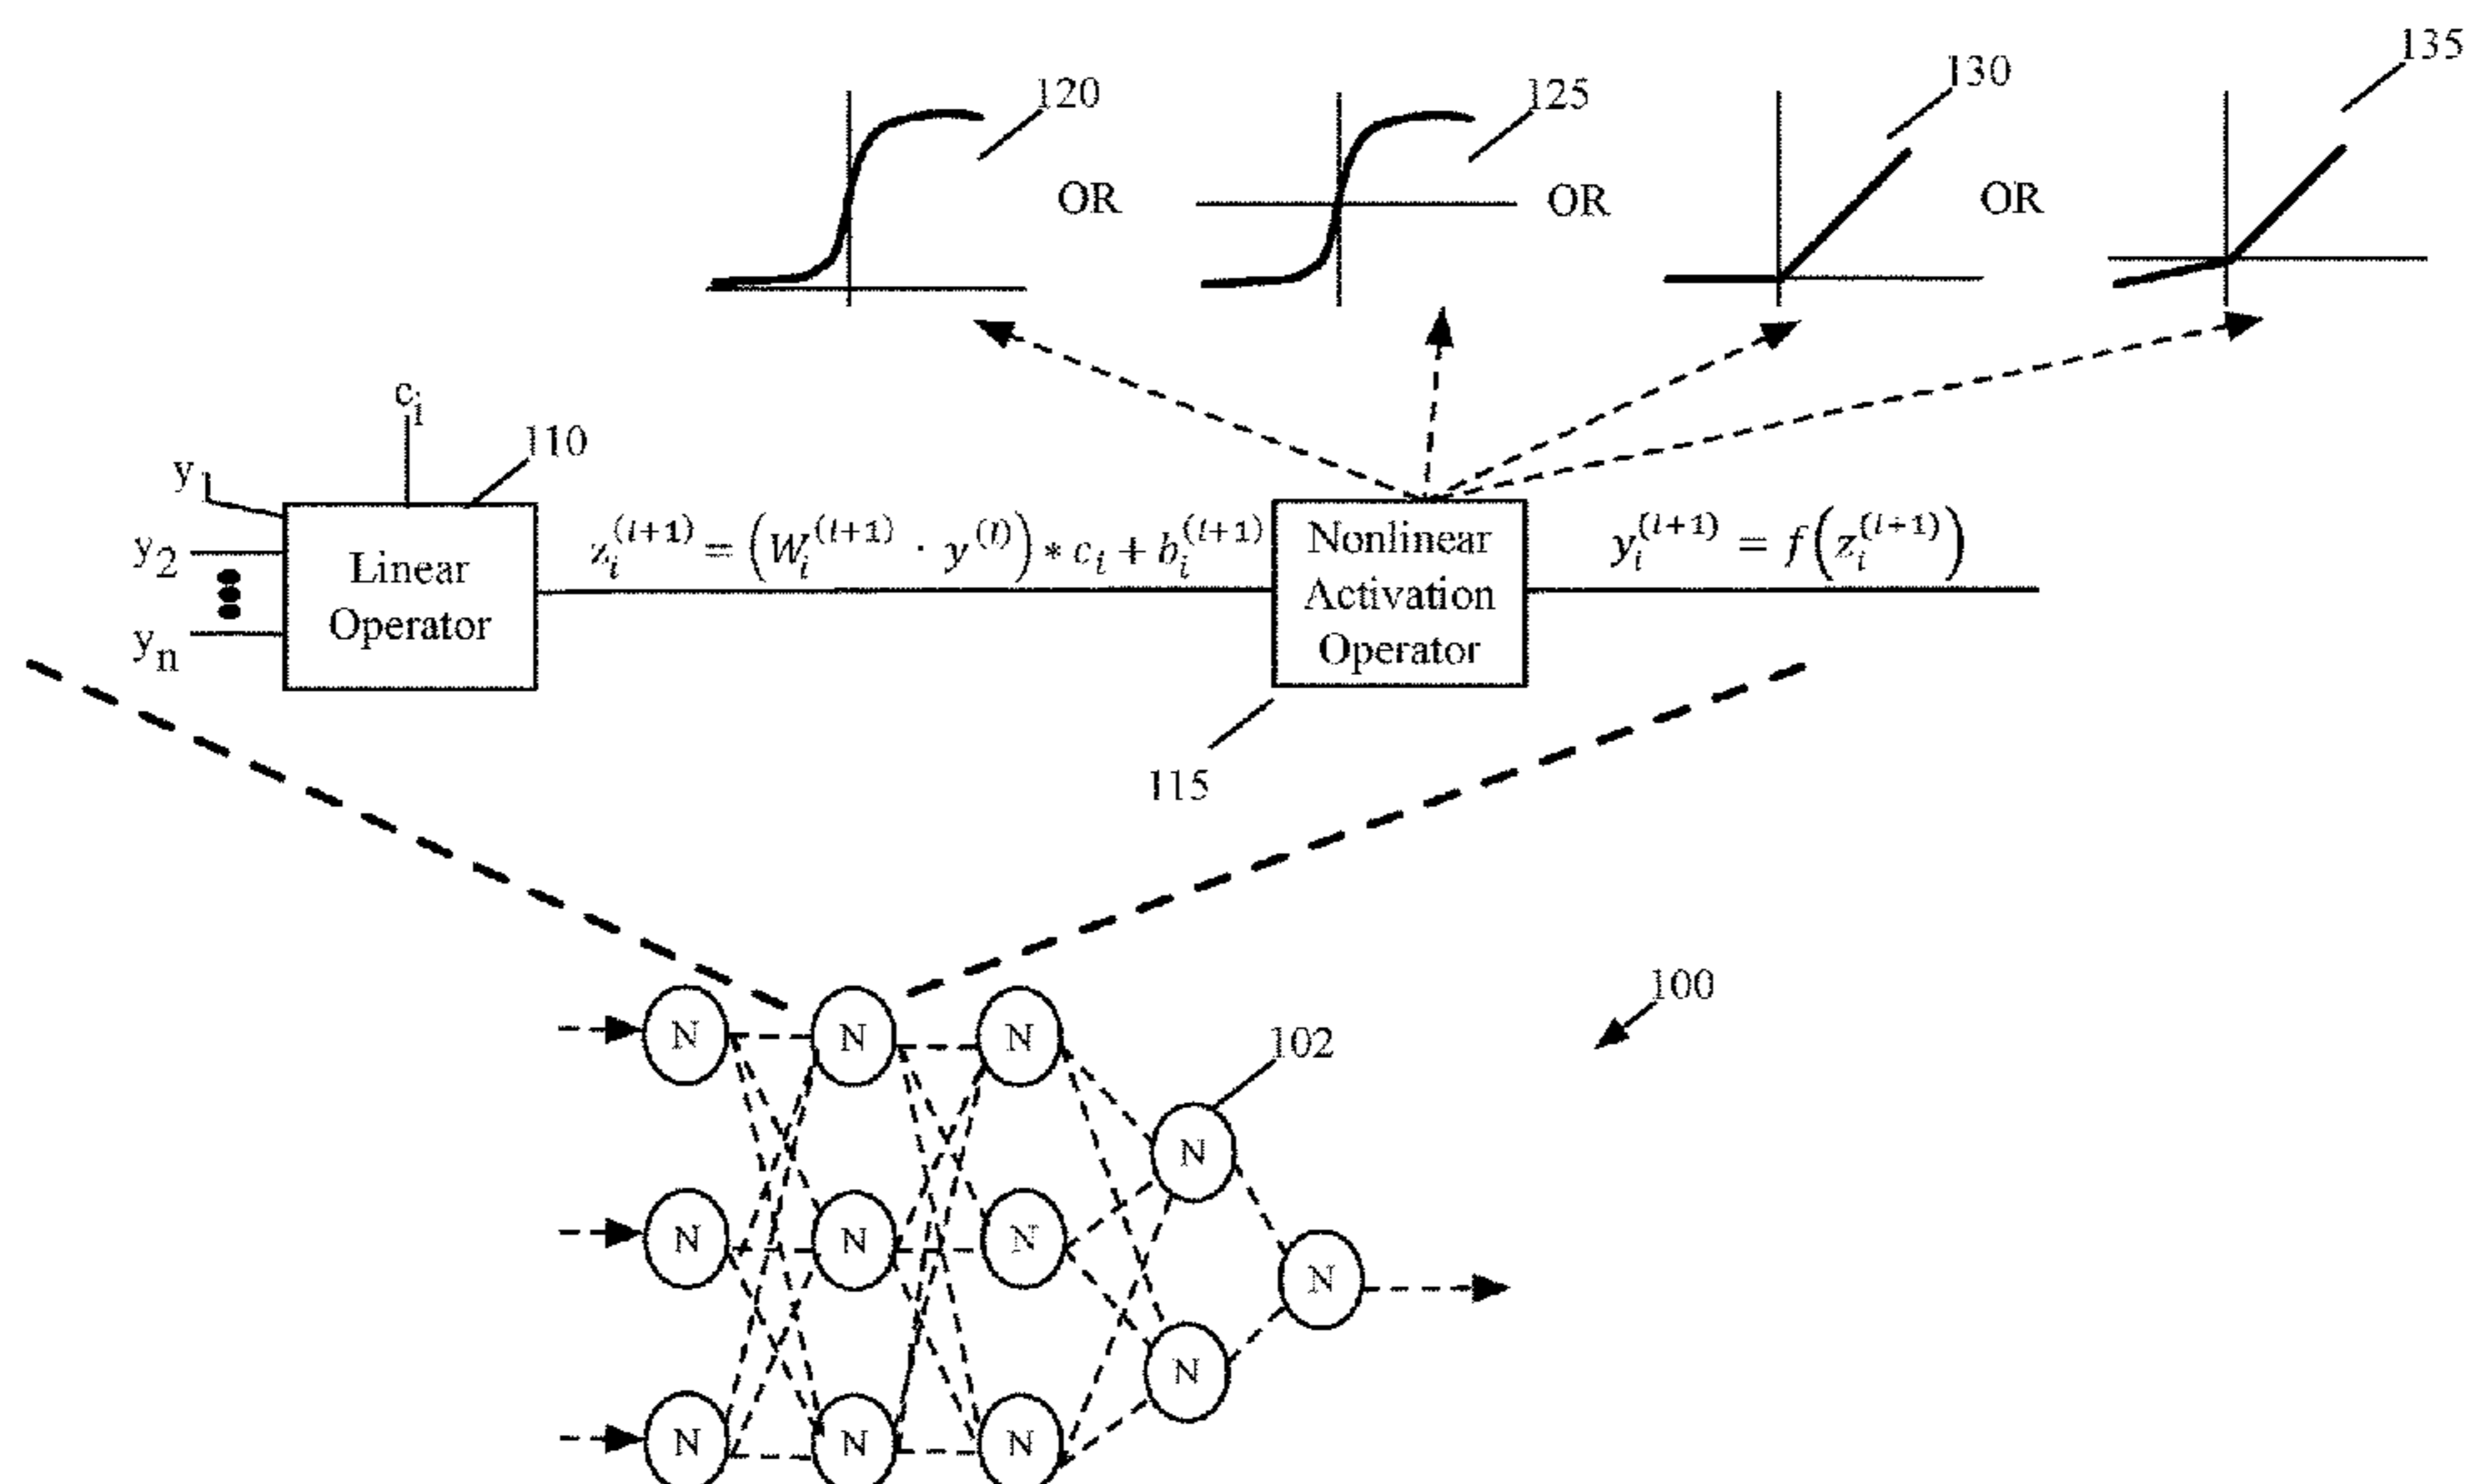 135
130
120
125
OR
OR
OR
c_i
110
y_1
y_2
y_n
Linear
Operator
z_i^{(l+1)} = (W_i^{(l+1)} · y^{(l)}) * c_i + b_i^{(l+1)}
Nonlinear
Activation
Operator
y_i^{(l+1)} = f(z_i^{(l+1)})
115
100
102
N N N
N
N N N
N
N
N N N